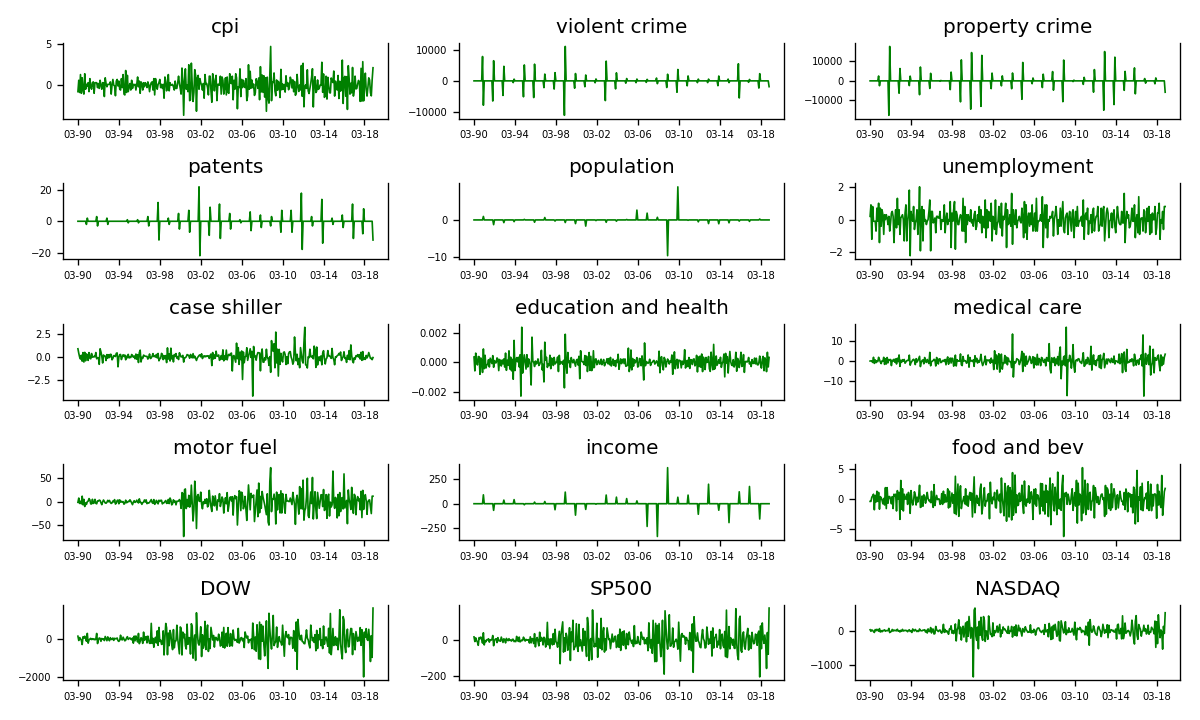 cpi violent crime property crime
5 10000 10000
0 0 0
−10000 −10000
03-90 03-94 03-98 03-02 03-06 03-10 03-14 03-18 03-90 03-94 03-98 03-02 03-06 03-10 03-14 03-18 03-90 03-94 03-98 03-02 03-06 03-10 03-14 03-18
patents population unemployment
20 2
0 0 0
−20 −10 −2
03-90 03-94 03-98 03-02 03-06 03-10 03-14 03-18 03-90 03-94 03-98 03-02 03-06 03-10 03-14 03-18 03-90 03-94 03-98 03-02 03-06 03-10 03-14 03-18
case shiller education and health medical care
2.5 0.002 10
0.0 0.000 0
−2.5 −0.002 −10
03-90 03-94 03-98 03-02 03-06 03-10 03-14 03-18 03-90 03-94 03-98 03-02 03-06 03-10 03-14 03-18 03-90 03-94 03-98 03-02 03-06 03-10 03-14 03-18
motor fuel income food and bev
50 250 5
0 0 0
−50 −250 −5
03-90 03-94 03-98 03-02 03-06 03-10 03-14 03-18 03-90 03-94 03-98 03-02 03-06 03-10 03-14 03-18 03-90 03-94 03-98 03-02 03-06 03-10 03-14 03-18
DOW SP500 NASDAQ
0 0 0
−2000 −200 −1000
03-90 03-94 03-98 03-02 03-06 03-10 03-14 03-18 03-90 03-94 03-98 03-02 03-06 03-10 03-14 03-18 03-90 03-94 03-98 03-02 03-06 03-10 03-14 03-18